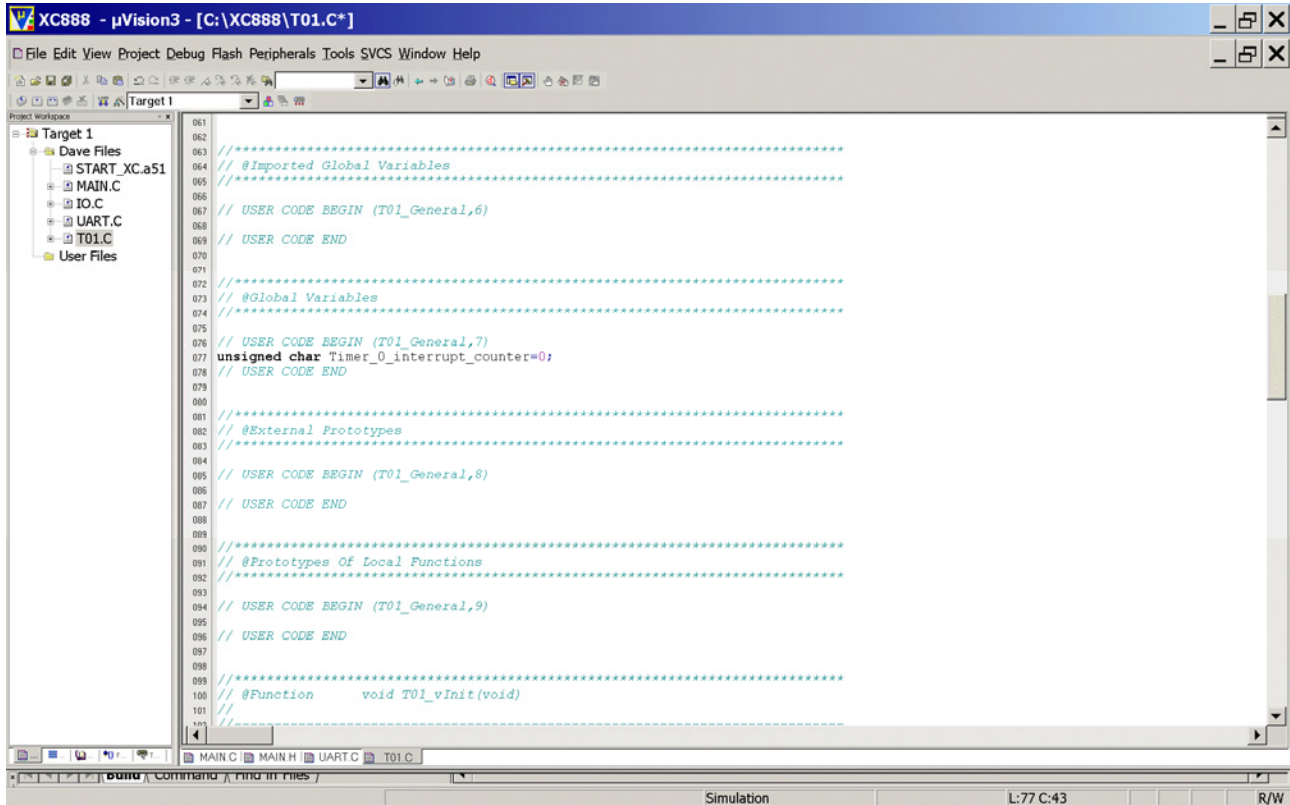 XC888 - µVision3 - [C:\XC888\T01.C*]
File Edit View Project Debug Flash Peripherals Tools SVCS Window Help
Target 1
Project Workspace
Target 1
Dave Files
START_XC.a51
MAIN.C
IO.C
UART.C
T01.C
User Files
061
062
063 //****************************************************************************
064 // @Imported Global Variables
065 //****************************************************************************
066
067 // USER CODE BEGIN (T01_General,6)
068
069 // USER CODE END
070
071
072 //****************************************************************************
073 // @Global Variables
074 //****************************************************************************
075
076 // USER CODE BEGIN (T01_General,7)
077 unsigned char Timer_0_interrupt_counter=0;
078 // USER CODE END
079
080
081 //****************************************************************************
082 // @External Prototypes
083 //****************************************************************************
084
085 // USER CODE BEGIN (T01_General,8)
086
087 // USER CODE END
088
089
090 //****************************************************************************
091 // @Prototypes Of Local Functions
092 //****************************************************************************
093
094 // USER CODE BEGIN (T01_General,9)
095
096 // USER CODE END
097
098
099 //****************************************************************************
100 // @Function void T01_vInit(void)
101 //
102 //----------------------------------------------------------------------------
MAIN.C MAIN.H UART.C T01.C
Build Command Find in Files
Simulation L:77 C:43 R/W